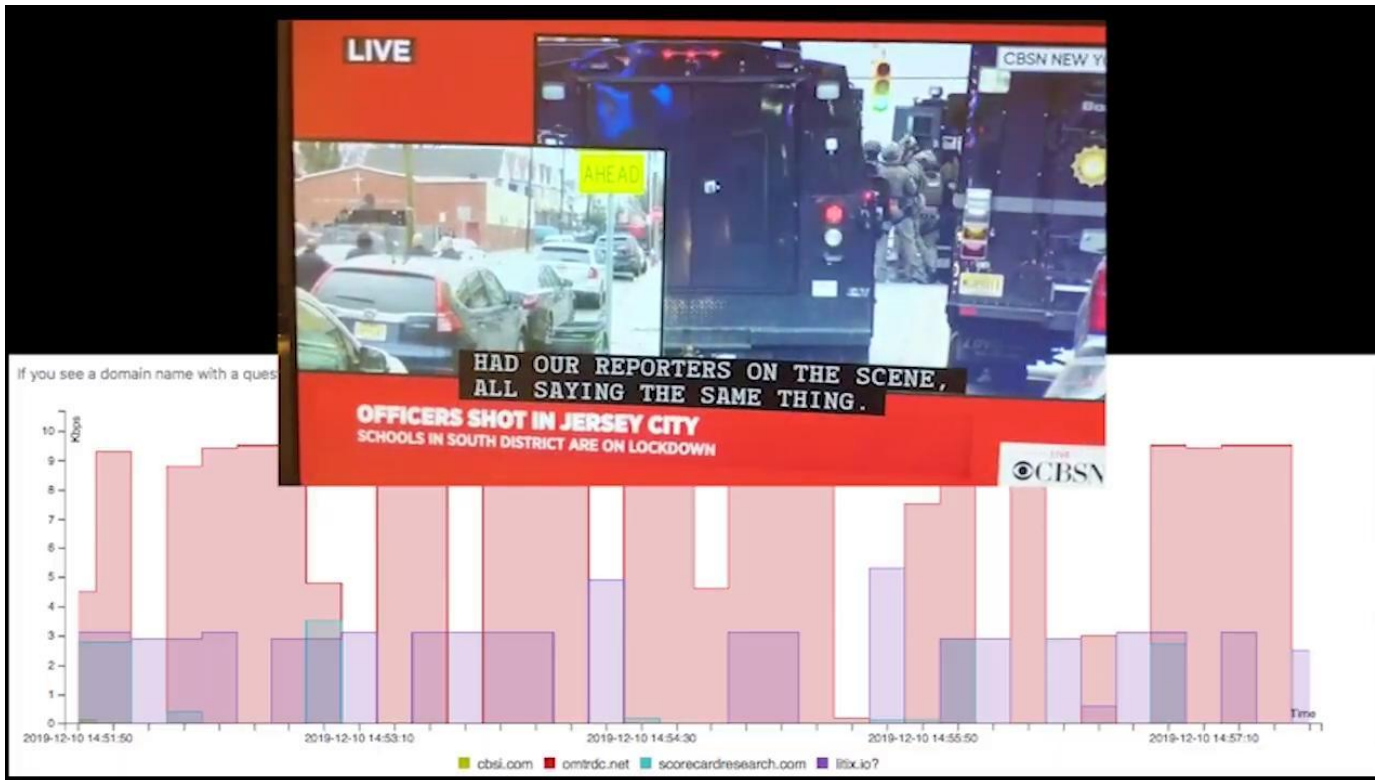 LIVE
CBSN NEW Y
AHEAD
HAD OUR REPORTERS ON THE SCENE,
ALL SAYING THE SAME THING.
OFFICERS SHOT IN JERSEY CITY
SCHOOLS IN SOUTH DISTRICT ARE ON LOCKDOWN
LIVE
CBSN
If you see a domain name with a ques
Kbps
10
9
8
7
6
5
4
3
2
1
0
Time
2019-12-10 14:51:50
2019-12-10 14:53:10
2019-12-10 14:54:30
2019-12-10 14:55:50
2019-12-10 14:57:10
cbsi.com
omtrdc.net
scorecardresearch.com
litix.io?